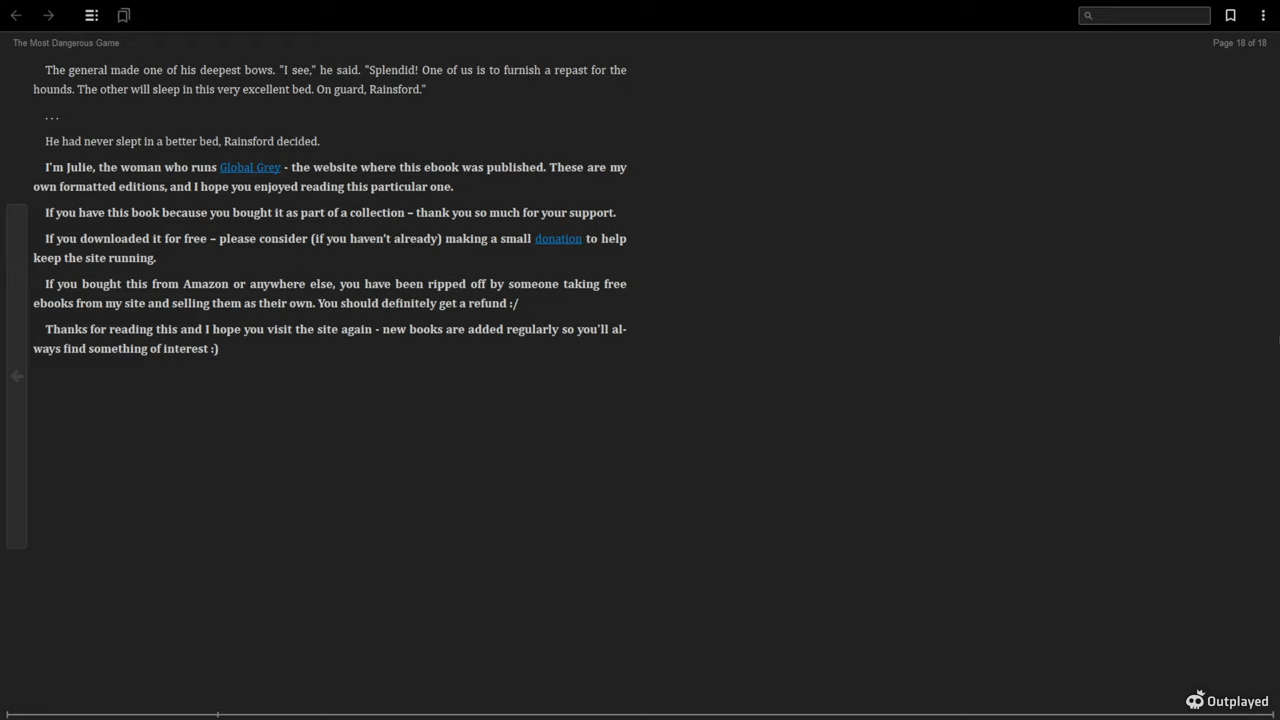 The Most Dangerous Game
Page 18 of 18
The general made one of his deepest bows. "I see," he said. "Splendid! One of us is to furnish a repast for the
hounds. The other will sleep in this very excellent bed. On guard, Rainsford."
. . .
He had never slept in a better bed, Rainsford decided.
I'm Julie, the woman who runs Global Grey - the website where this ebook was published. These are my
own formatted editions, and I hope you enjoyed reading this particular one.
If you have this book because you bought it as part of a collection – thank you so much for your support.
If you downloaded it for free – please consider (if you haven't already) making a small donation to help
keep the site running.
If you bought this from Amazon or anywhere else, you have been ripped off by someone taking free
ebooks from my site and selling them as their own. You should definitely get a refund :/
Thanks for reading this and I hope you visit the site again - new books are added regularly so you'll al-
ways find something of interest :)
Outplayed